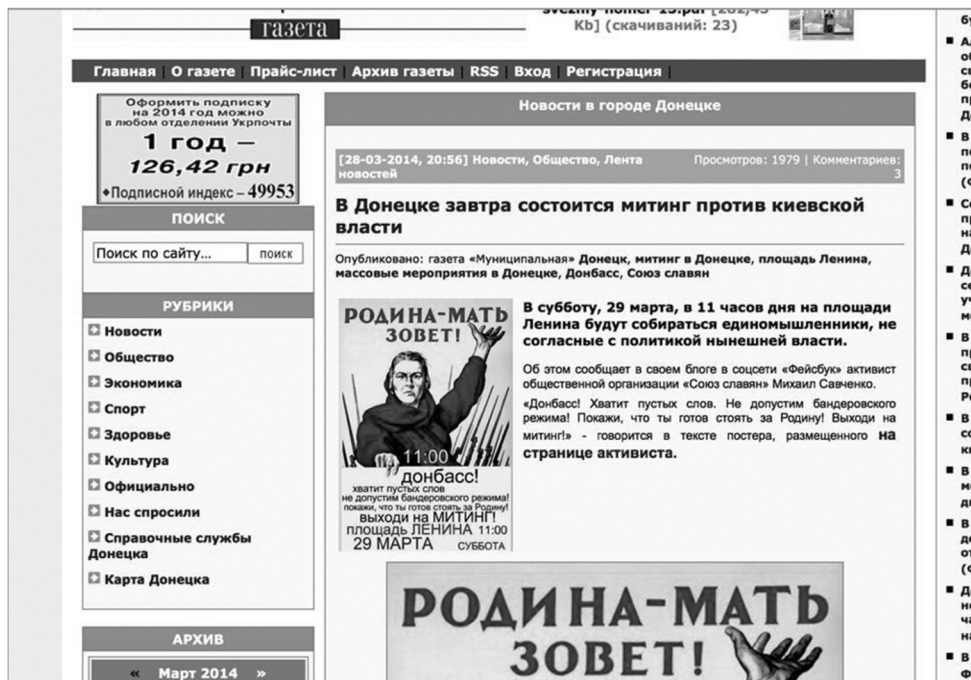 газета
Kb] (скачиваний: 23)
Главная | О газете | Прайс-лист | Архив газеты | RSS | Вход | Регистрация |
Оформить подписку
на 2014 год можно
в любом отделении Укрпочты
1 год –
126,42 грн
◆Подписной индекс – 49953
ПОИСК
Поиск по сайту...
поиск
РУБРИКИ
Новости
Общество
Экономика
Спорт
Здоровье
Культура
Официально
Нас спросили
Справочные службы
Донецка
Карта Донецка
АРХИВ
« Март 2014 »
Новости в городе Донецке
[28-03-2014, 20:56] Новости, Общество, Лента
новостей
Просмотров: 1979 | Комментариев:
3
В Донецке завтра состоится митинг против киевской
власти
Опубликовано: газета «Муниципальная» Донецк, митинг в Донецке, площадь Ленина,
массовые мероприятия в Донецке, Донбасс, Союз славян
РОДИНА-МАТЬ
ЗОВЕТ!
11:00
донбасс!
хватит пустых слов
не допустим бандеровского режима!
покажи, что ты готов стоять за Родину!
выходи на МИТИНГ!
площадь ЛЕНИНА 11:00
29 МАРТА СУББОТА
В субботу, 29 марта, в 11 часов дня на площади
Ленина будут собираться единомышленники, не
согласные с политикой нынешней власти.
Об этом сообщает в своем блоге в соцсети «Фейсбук» активист
общественной организации «Союз славян» Михаил Савченко.
«Донбасс! Хватит пустых слов. Не допустим бандеровского
режима! Покажи, что ты готов стоять за Родину! Выходи на
митинг!» - говорится в тексте постера, размещенного на
странице активиста.
РОДИНА-МАТЬ
ЗОВЕТ!